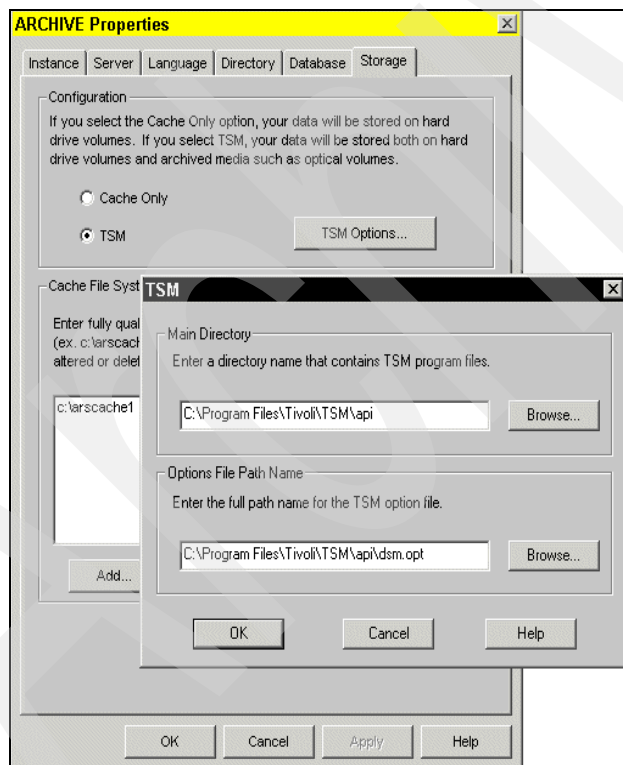 ARCHIVE Properties
Instance Server Language Directory Database Storage
Configuration
If you select the Cache Only option, your data will be stored on hard
drive volumes. If you select TSM, your data will be stored both on hard
drive volumes and archived media such as optical volumes.
Cache Only
TSM
TSM Options...
Cache File Syst
Enter fully qual
(ex. c:\arscach
altered or delet
c:\arscache1
Add...
TSM
Main Directory
Enter a directory name that contains TSM program files.
C:\Program Files\Tivoli\TSM\api
Browse...
Options File Path Name
Enter the full path name for the TSM option file.
C:\Program Files\Tivoli\TSM\api\dsm.opt
Browse...
OK Cancel Help
OK Cancel Apply Help